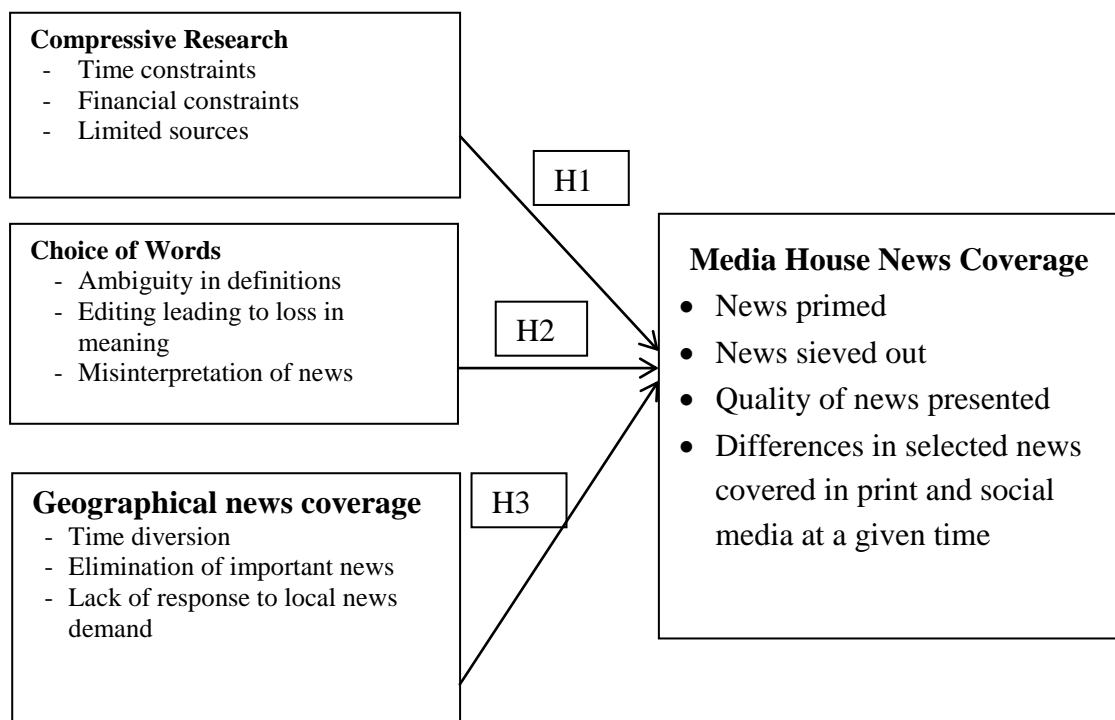 Compressive Research
- Time constraints
- Financial constraints
- Limited sources
H1
Choice of Words
- Ambiguity in definitions
- Editing leading to loss in
meaning
- Misinterpretation of news
H2
Geographical news coverage
- Time diversion
- Elimination of important news
- Lack of response to local news
demand
H3
Media House News Coverage
• News primed
• News sieved out
• Quality of news presented
• Differences in selected news
covered in print and social
media at a given time